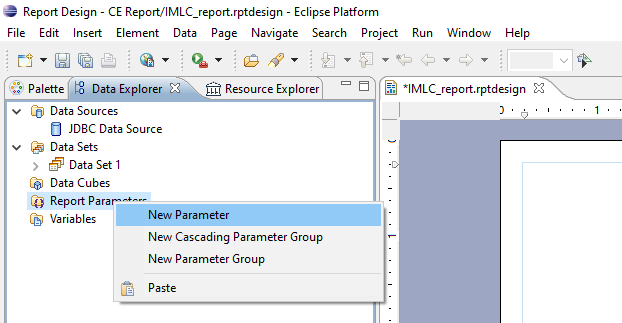 Report Design - CE Report/IMLC_report.rptdesign - Eclipse Platform
File Edit Insert Element Data Page Navigate Search Project Run Window Help
Palette Data Explorer Resource Explorer *IMLC_report.rptdesign
0 1
Data Sources
JDBC Data Source
Data Sets
Data Set 1
Data Cubes
Report Parameters
Variables
New Parameter
New Cascading Parameter Group
New Parameter Group
Paste